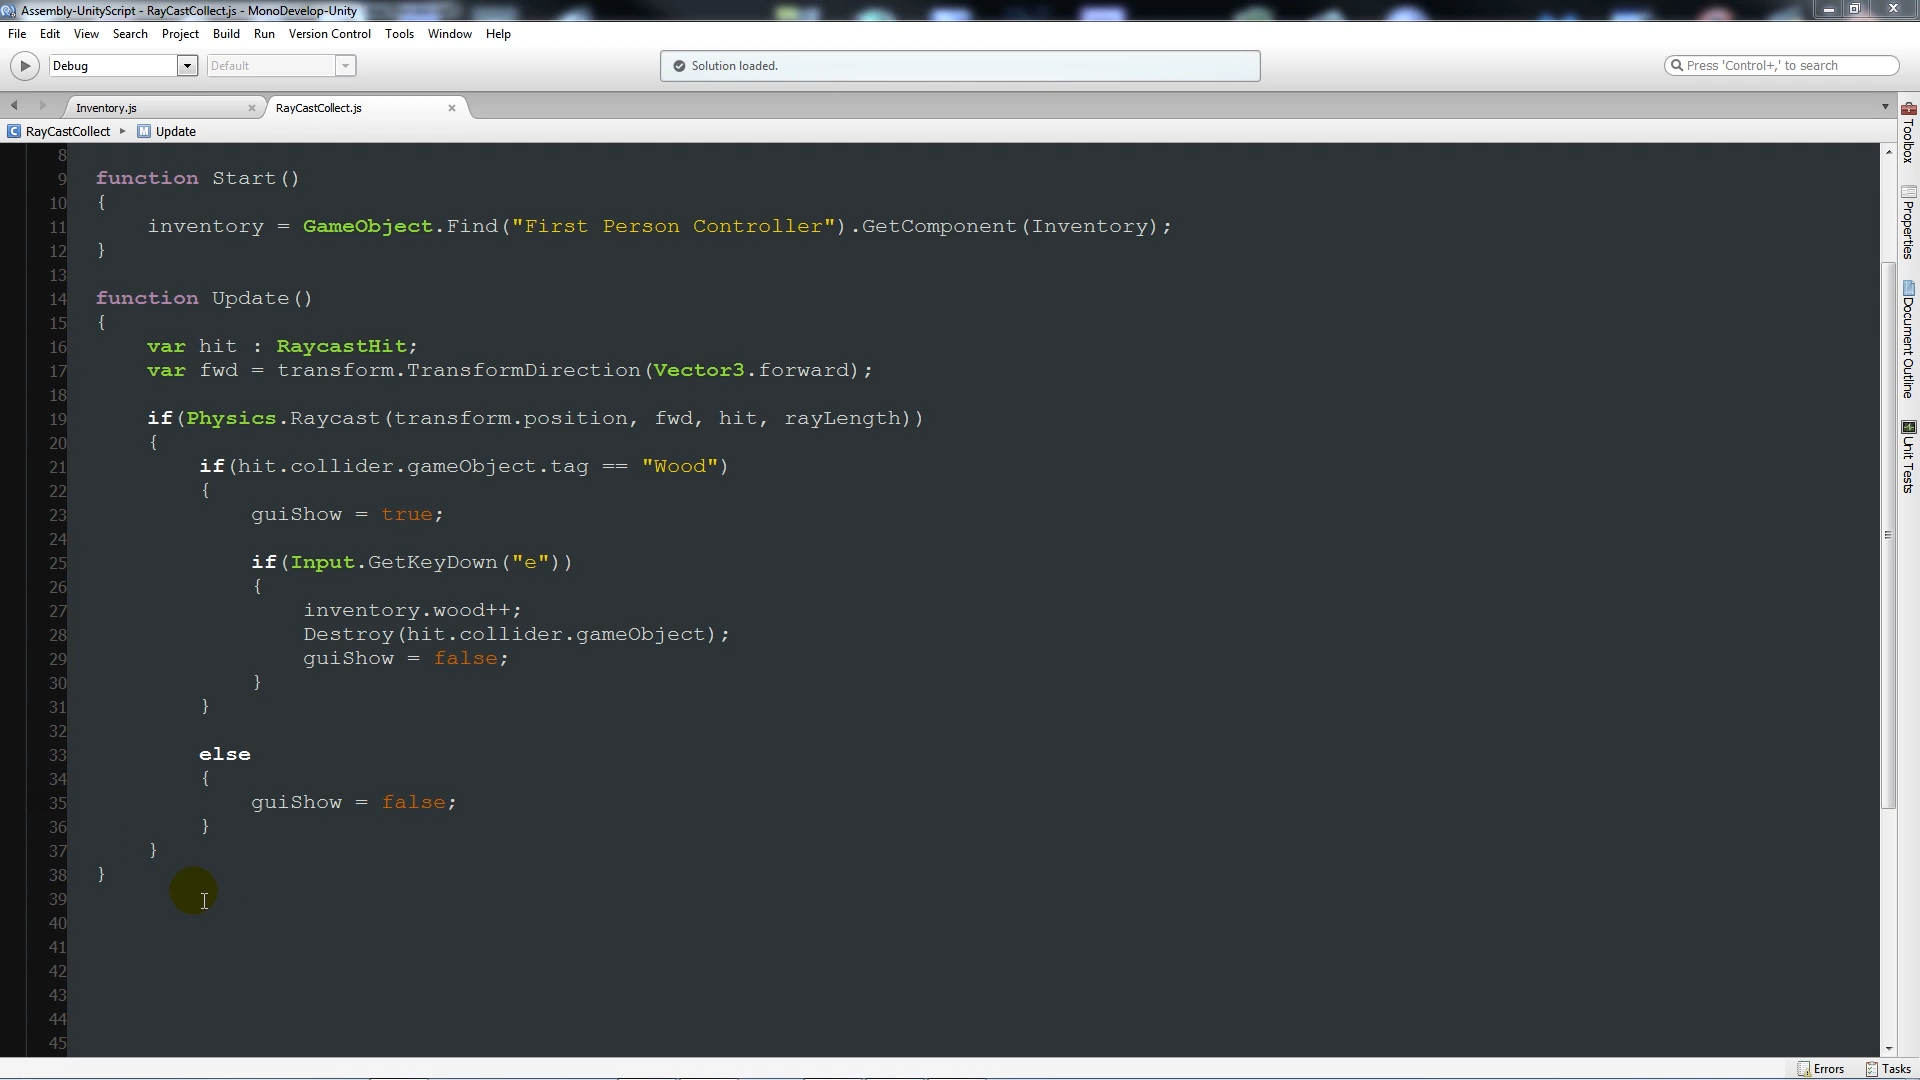 Assembly-UnityScript - RayCastCollect.js - MonoDevelop-Unity
File Edit View Search Project Build Run Version Control Tools Window Help
Debug Default Solution loaded. Press 'Control+,' to search
Inventory.js RayCastCollect.js
RayCastCollect Update
8
9 function Start()
10 {
11 inventory = GameObject.Find("First Person Controller").GetComponent(Inventory);
12 }
13
14 function Update()
15 {
16 var hit : RaycastHit;
17 var fwd = transform.TransformDirection(Vector3.forward);
18
19 if(Physics.Raycast(transform.position, fwd, hit, rayLength))
20 {
21 if(hit.collider.gameObject.tag == "Wood")
22 {
23 guiShow = true;
24
25 if(Input.GetKeyDown("e"))
26 {
27 inventory.wood++;
28 Destroy(hit.collider.gameObject);
29 guiShow = false;
30 }
31 }
32
33 else
34 {
35 guiShow = false;
36 }
37 }
38 }
39
40
41
42
43
44
45
Toolbox
Properties
Document Outline
Unit Tests
Errors Tasks